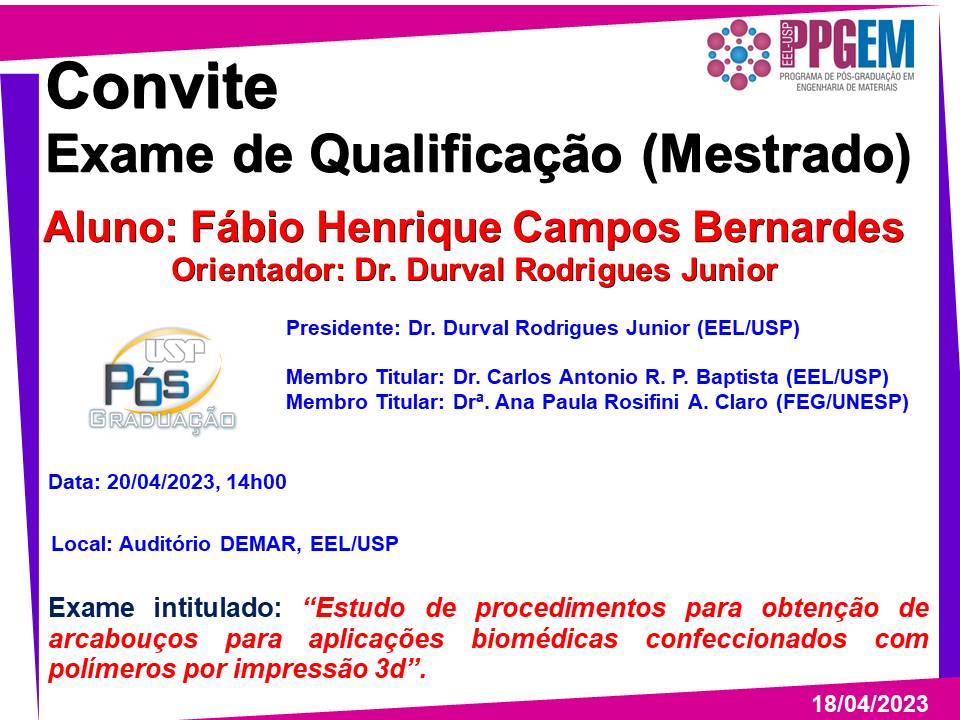 EEL-USP
PPGEM
PROGRAMA DE PÓS-GRADUAÇÃO EM
ENGENHARIA DE MATERIAIS
Convite
Exame de Qualificação (Mestrado)
Aluno: Fábio Henrique Campos Bernardes
Orientador: Dr. Durval Rodrigues Junior
Presidente: Dr. Durval Rodrigues Junior (EEL/USP)
USP
PÓS
GRADUAÇÃO
Membro Titular: Dr. Carlos Antonio R. P. Baptista (EEL/USP)
Membro Titular: Drª. Ana Paula Rosifini A. Claro (FEG/UNESP)
Data: 20/04/2023, 14h00
Local: Auditório DEMAR, EEL/USP
Exame intitulado: “Estudo de procedimentos para obtenção de
arcabouços para aplicações biomédicas confeccionados com
polímeros por impressão 3d”.
18/04/2023